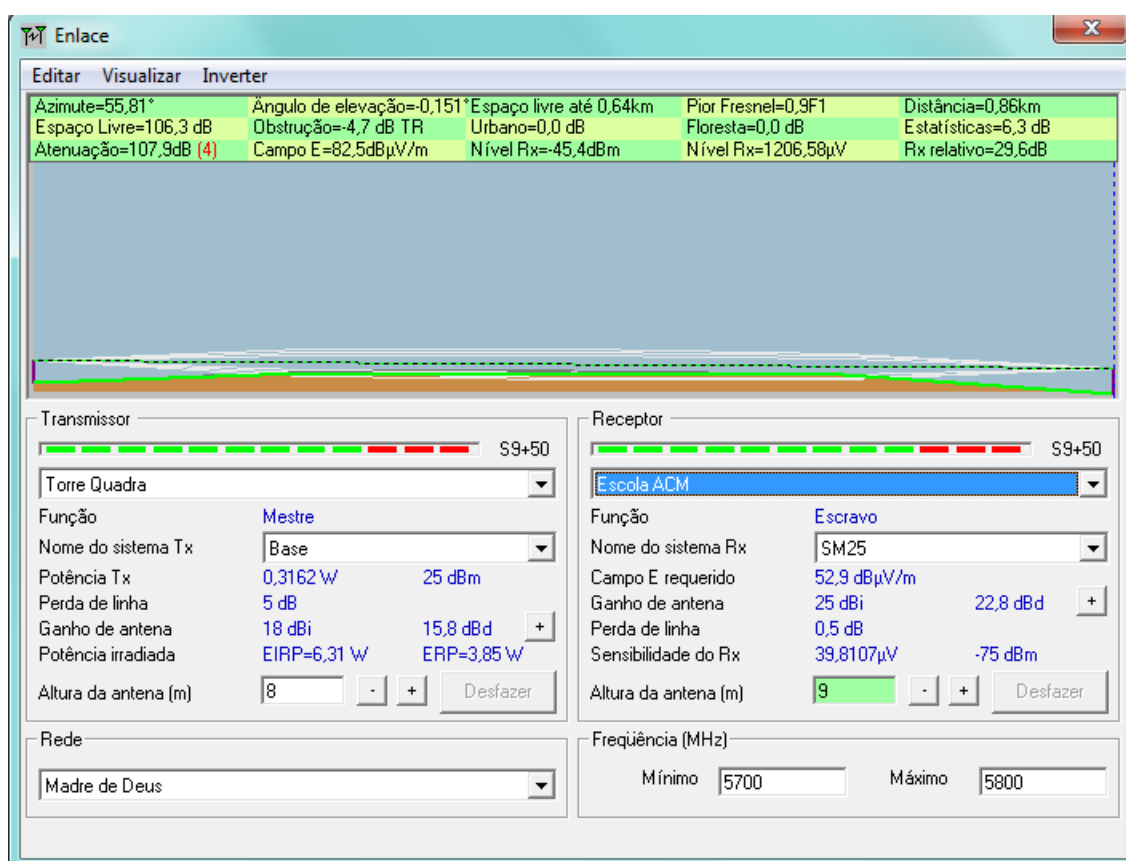 Enlace
Editar Visualizar Inverter
Azimute=55,81° Ângulo de elevação=-0,151° Espaço livre até 0,64km Pior Fresnel=0,9F1 Distância=0,86km
Espaço Livre=106,3 dB Obstrução=-4,7 dB TR Urbano=0,0 dB Floresta=0,0 dB Estatísticas=6,3 dB
Atenuação=107,9dB (4) Campo E=82,5dBµV/m Nível Rx=-45,4dBm Nível Rx=1206,58µV Rx relativo=29,6dB
Transmissor
S9+50
Torre Quadra
Função Mestre
Nome do sistema Tx Base
Potência Tx 0,3162 W 25 dBm
Perda de linha 5 dB
Ganho de antena 18 dBi 15,8 dBd +
Potência irradiada EIRP=6,31 W ERP=3,85 W
Altura da antena (m) 8 - + Desfazer
Receptor
S9+50
Escola ACM
Função Escravo
Nome do sistema Rx SM25
Campo E requerido 52,9 dBµV/m
Ganho de antena 25 dBi 22,8 dBd +
Perda de linha 0,5 dB
Sensibilidade do Rx 39,8107µV -75 dBm
Altura da antena (m) 9 - + Desfazer
Rede
Madre de Deus
Freqüência (MHz)
Mínimo 5700 Máximo 5800